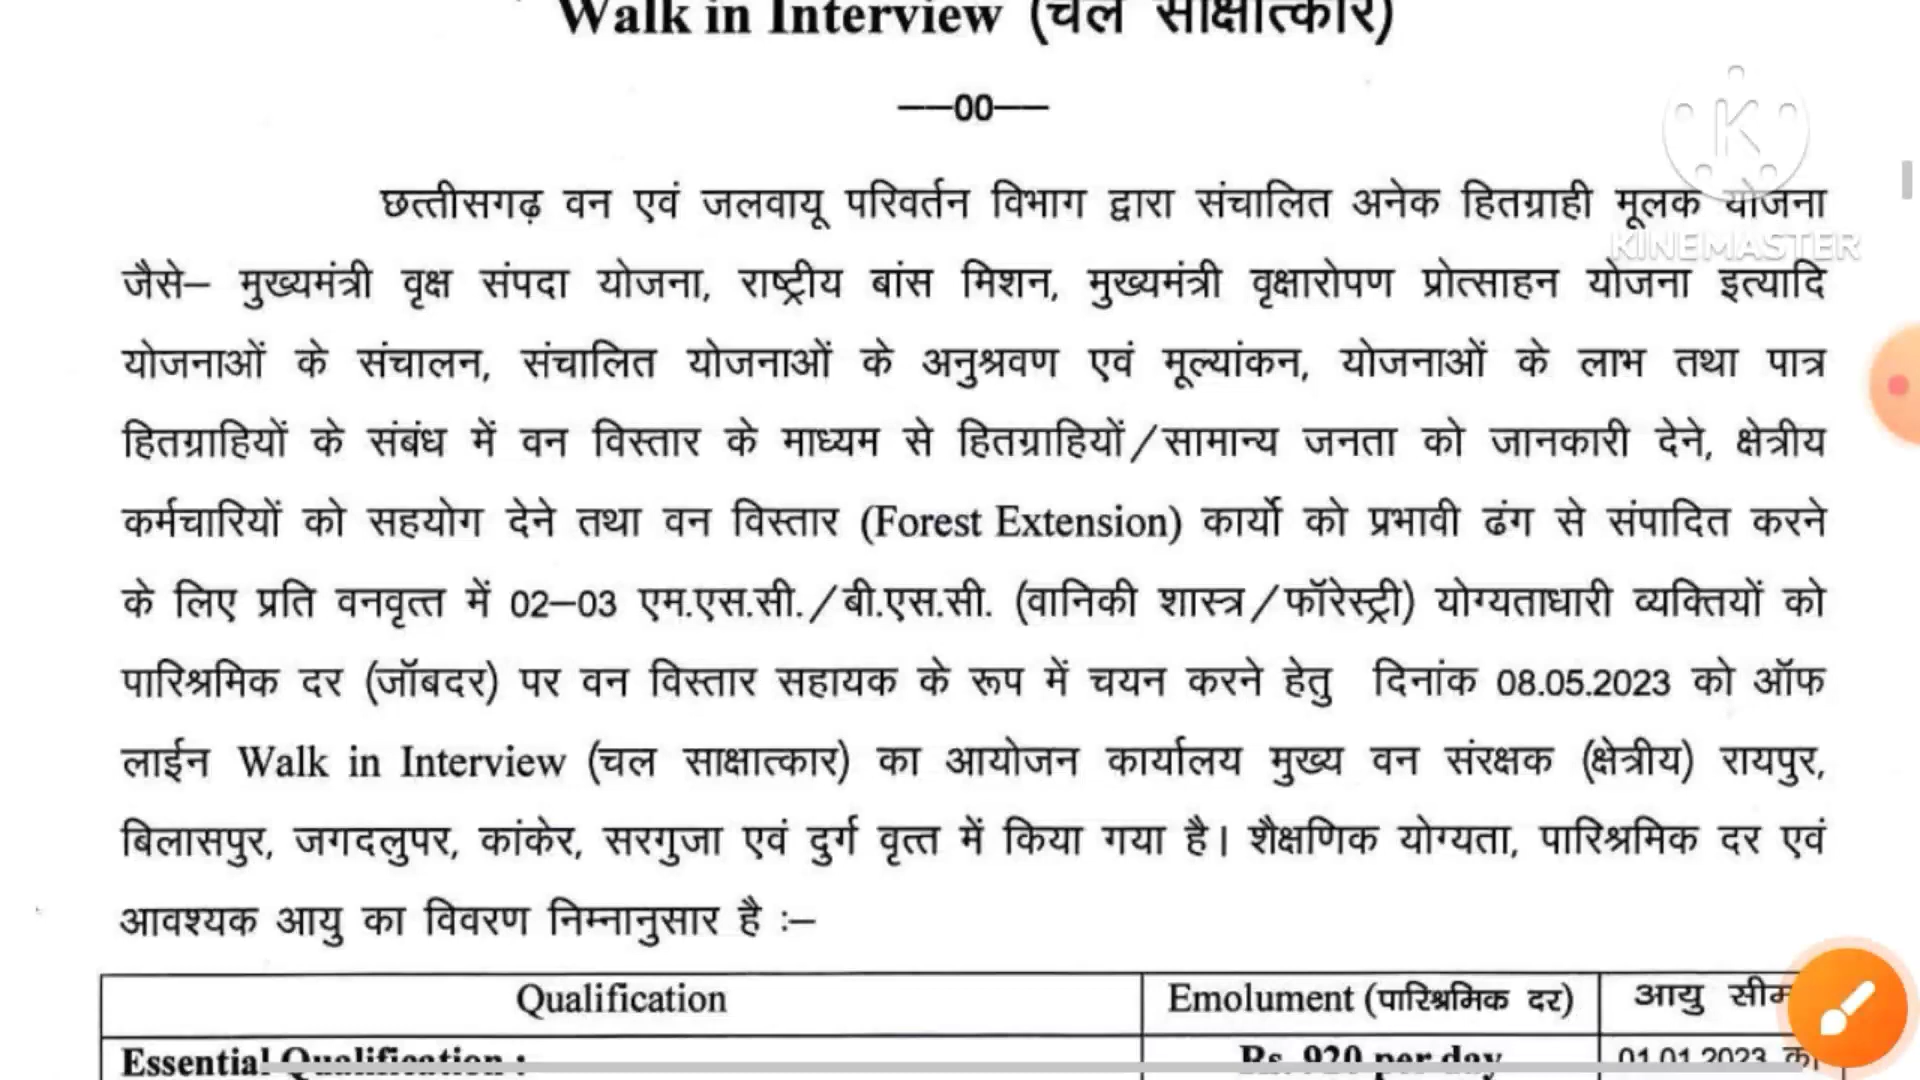 Walk in Interview (चल साक्षात्कार)
—00—
छत्तीसगढ़ वन एवं जलवायू परिवर्तन विभाग द्वारा संचालित अनेक हितग्राही मूलक योजना
KINEMASTER
जैसे– मुख्यमंत्री वृक्ष संपदा योजना, राष्ट्रीय बांस मिशन, मुख्यमंत्री वृक्षारोपण प्रोत्साहन योजना इत्यादि
योजनाओं के संचालन, संचालित योजनाओं के अनुश्रवण एवं मूल्यांकन, योजनाओं के लाभ तथा पात्र
हितग्राहियों के संबंध में वन विस्तार के माध्यम से हितग्राहियों/सामान्य जनता को जानकारी देने, क्षेत्रीय
कर्मचारियों को सहयोग देने तथा वन विस्तार (Forest Extension) कार्यो को प्रभावी ढंग से संपादित करने
के लिए प्रति वनवृत्त में 02–03 एम.एस.सी./बी.एस.सी. (वानिकी शास्त्र/फॉरेस्ट्री) योग्यताधारी व्यक्तियों को
पारिश्रमिक दर (जॉबदर) पर वन विस्तार सहायक के रूप में चयन करने हेतु दिनांक 08.05.2023 को ऑफ
लाईन Walk in Interview (चल साक्षात्कार) का आयोजन कार्यालय मुख्य वन संरक्षक (क्षेत्रीय) रायपुर,
बिलासपुर, जगदलुपर, कांकेर, सरगुजा एवं दुर्ग वृत्त में किया गया है। शैक्षणिक योग्यता, पारिश्रमिक दर एवं
आवश्यक आयु का विवरण निम्नानुसार है :–
Qualification Emolument (पारिश्रमिक दर) आयु
Essential Qualification : Rs. 920 per day 01.01.2023